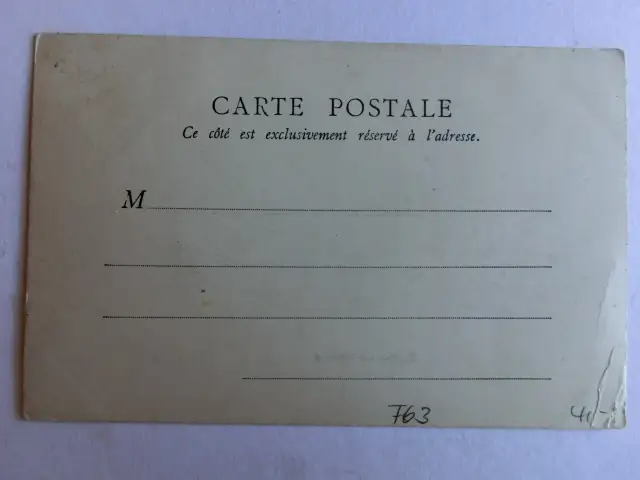 CARTE POSTALE
Ce côté est exclusivement réservé à l'adresse.
M
763